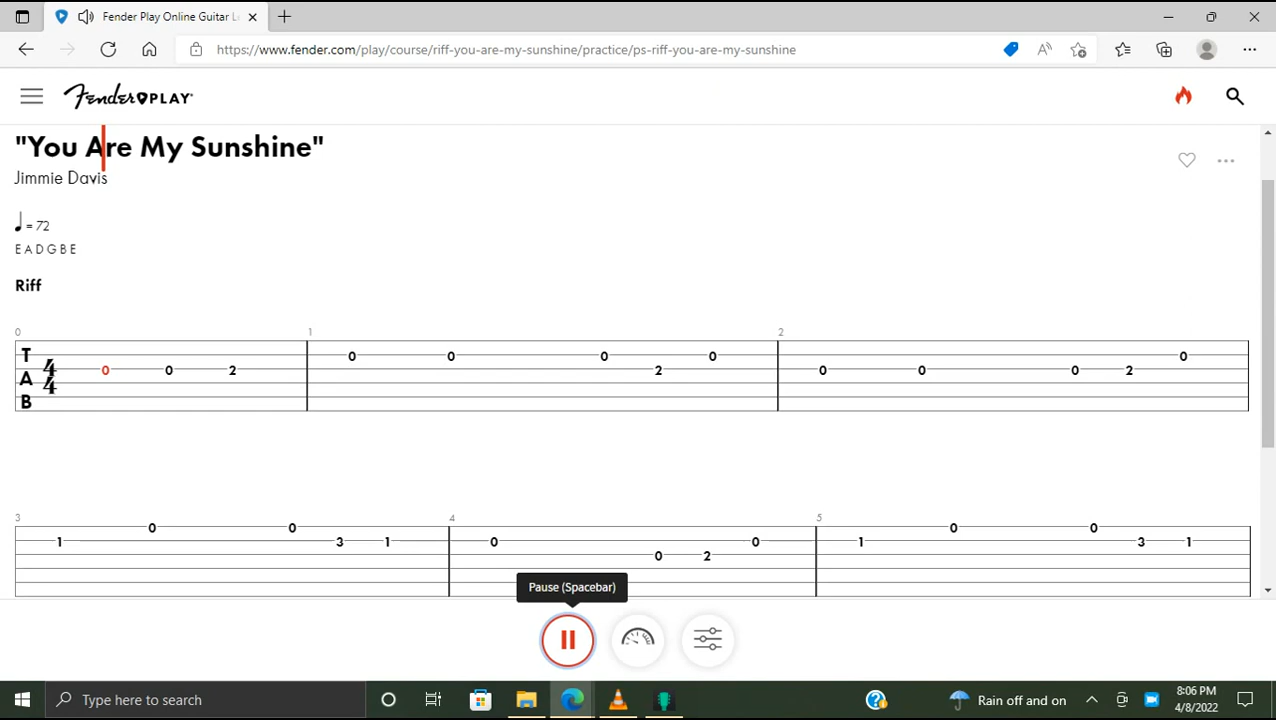 Fender Play Online Guitar Le
https://www.fender.com/play/course/riff-you-are-my-sunshine/practice/ps-riff-you-are-my-sunshine
Fender PLAY
"You Are My Sunshine"
Jimmie Davis
= 72
E A D G B E
Riff
0 1 2
T A B 4 4
0 0 2 0 0 0 2 0 0 0 0 2 0
3 4 5
1 0 0 3 1 0 0 2 0 1 0 0 3 1
Pause (Spacebar)
Type here to search
Rain off and on
8:06 PM
4/8/2022